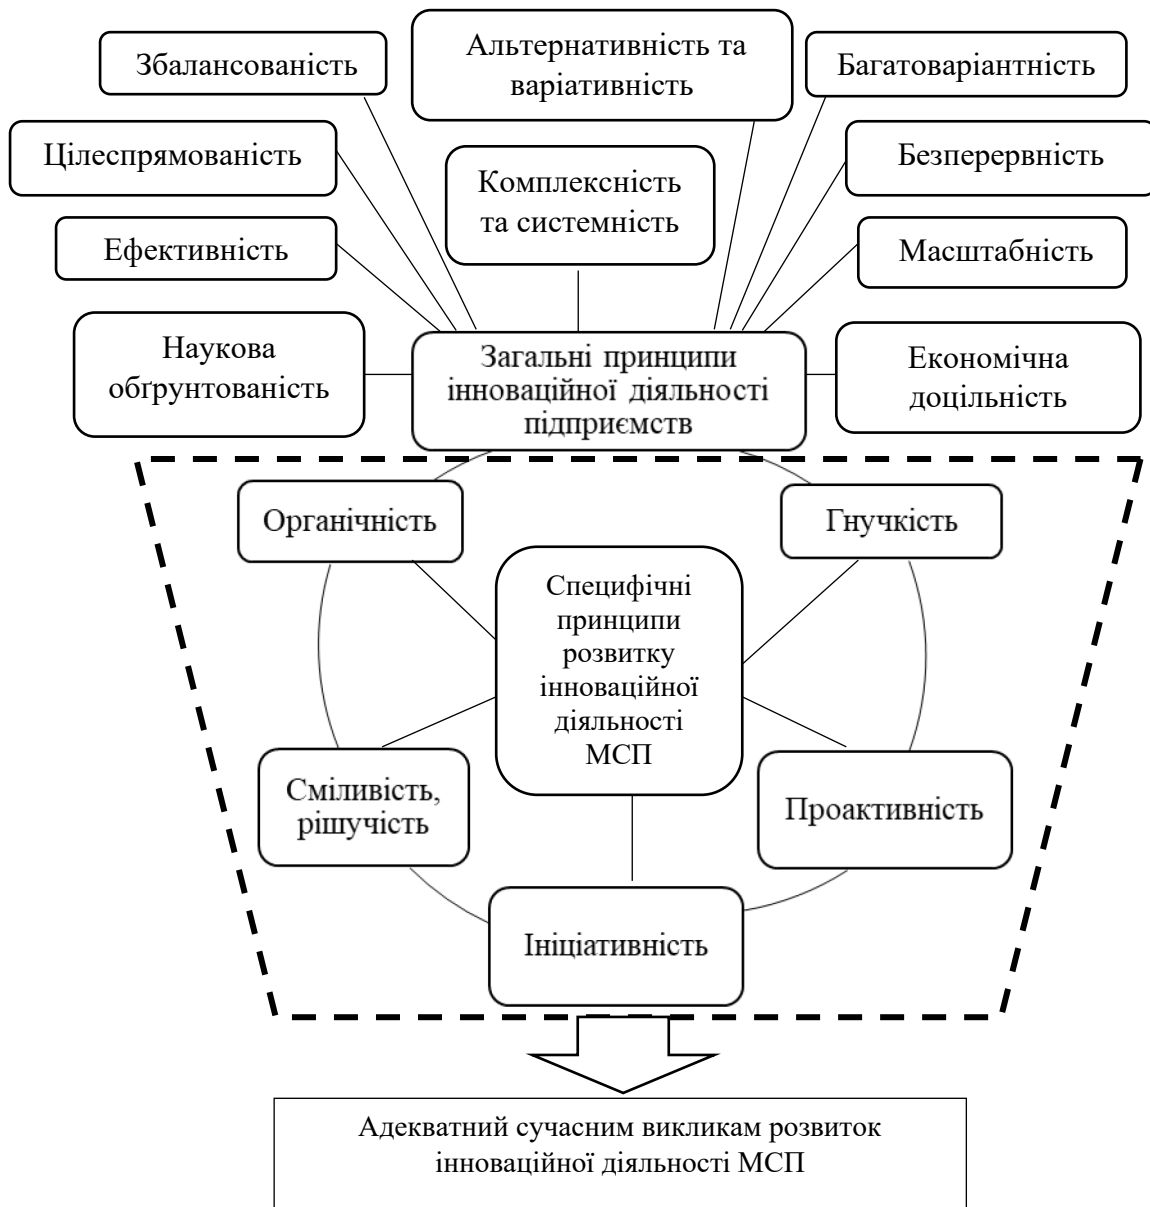 Збалансованість
Альтернативність та
варіативність
Багатоваріантність
Цілеспрямованість
Комплексність
та системність
Безперервність
Ефективність
Масштабність
Наукова
обґрунтованість
Загальні принципи
інноваційної діяльності
підприємств
Економічна
доцільність
Органічність
Гнучкість
Специфічні
принципи
розвитку
інноваційної
діяльності
МСП
Сміливість,
рішучість
Проактивність
Ініціативність
Адекватний сучасним викликам розвиток
інноваційної діяльності МСП